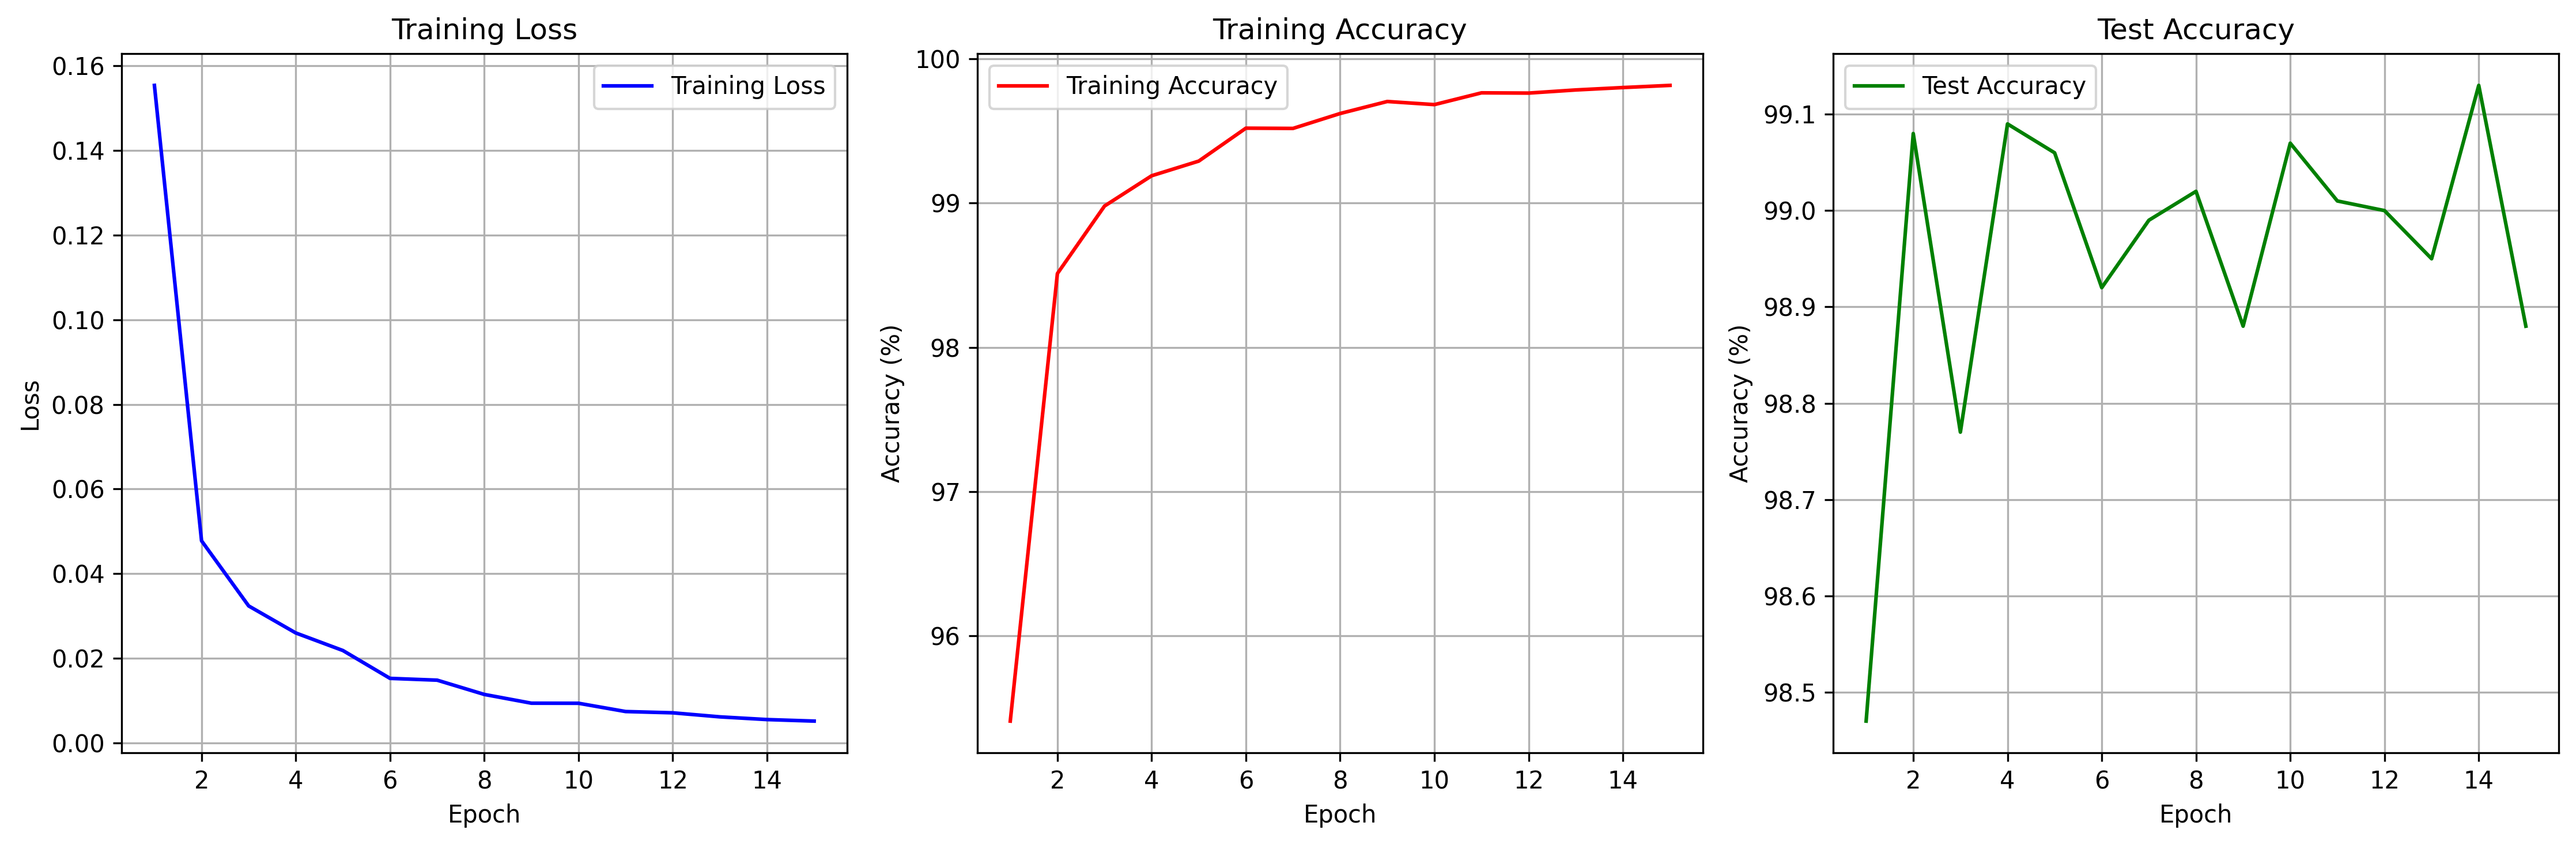 Training Loss
Training Loss
0.16
0.14
0.12
0.10
0.08
0.06
0.04
0.02
0.00
Loss
2 4 6 8 10 12 14
Epoch
Training Accuracy
Training Accuracy
100
99
98
97
96
Accuracy (%)
2 4 6 8 10 12 14
Epoch
Test Accuracy
Test Accuracy
99.1
99.0
98.9
98.8
98.7
98.6
98.5
Accuracy (%)
2 4 6 8 10 12 14
Epoch